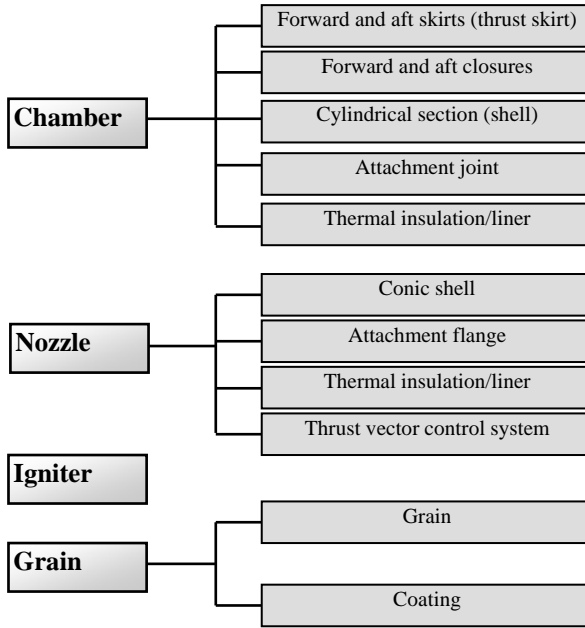 Chamber
Forward and aft skirts (thrust skirt)
Forward and aft closures
Cylindrical section (shell)
Attachment joint
Thermal insulation/liner
Nozzle
Conic shell
Attachment flange
Thermal insulation/liner
Thrust vector control system
Igniter
Grain
Grain
Coating